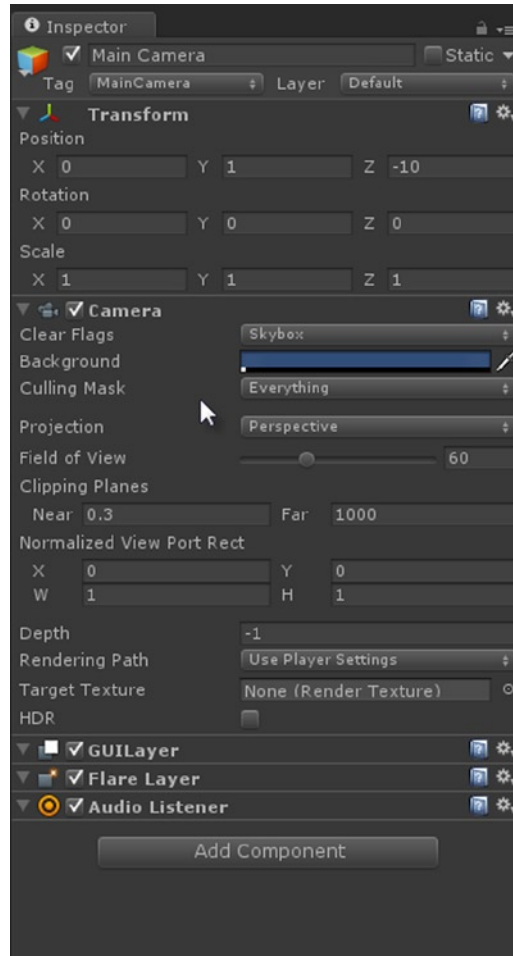 Inspector
Main Camera Static
Tag MainCamera Layer Default
Transform
Position
X 0 Y 1 Z -10
Rotation
X 0 Y 0 Z 0
Scale
X 1 Y 1 Z 1
Camera
Clear Flags Skybox
Background
Culling Mask Everything
Projection Perspective
Field of View 60
Clipping Planes
Near 0.3 Far 1000
Normalized View Port Rect
X 0 Y 0
W 1 H 1
Depth -1
Rendering Path Use Player Settings
Target Texture None (Render Texture)
HDR
GUILayer
Flare Layer
Audio Listener
Add Component